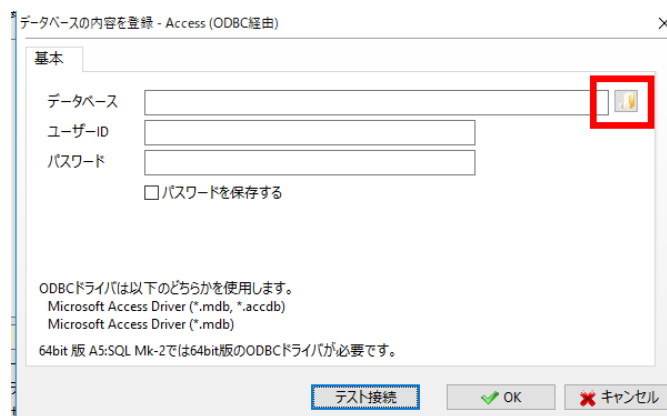 データベースの内容を登録 - Access (ODBC経由)
基本
データベース
ユーザーID
パスワード
パスワードを保存する
ODBCドライバは以下のどちらかを使用します。
Microsoft Access Driver (*.mdb, *.accdb)
Microsoft Access Driver (*.mdb)
64bit 版 A5:SQL Mk-2では64bit版のODBCドライバが必要です。
テスト接続
OK
キャンセル